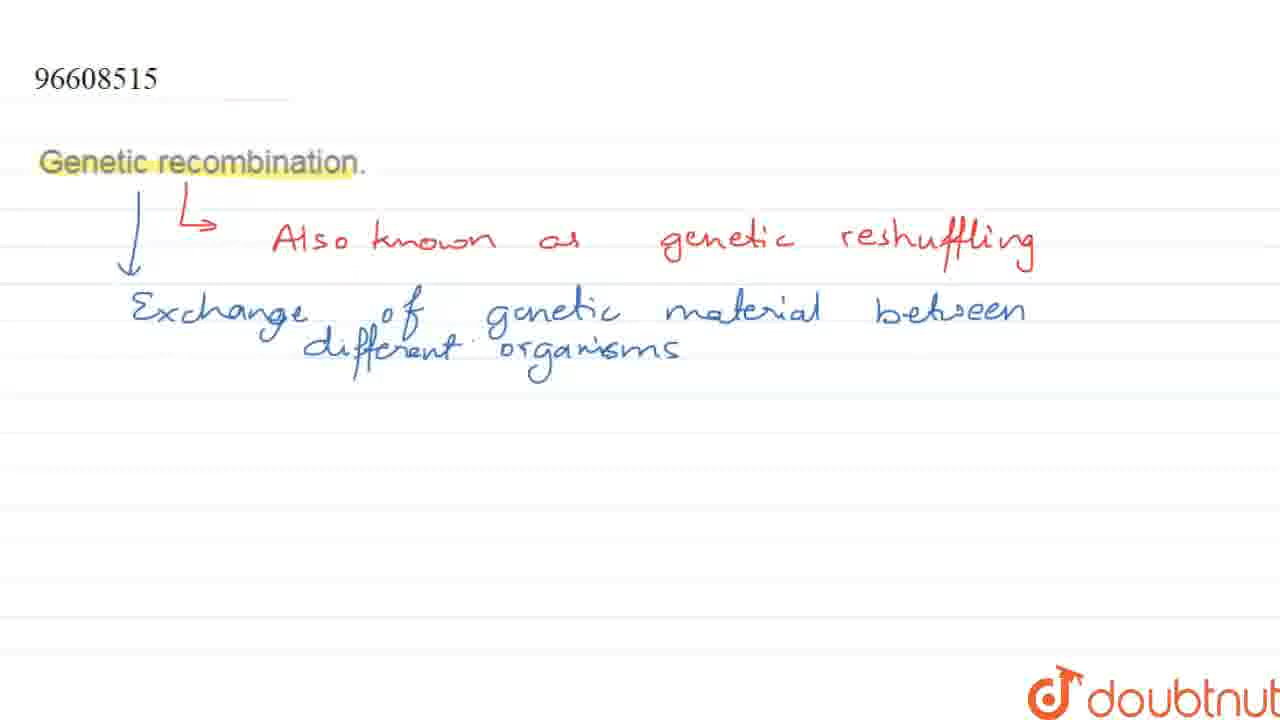 96608515
Genetic recombination.
Also known as genetic reshuffling
Exchange of genetic material between
different organisms
doubtnut